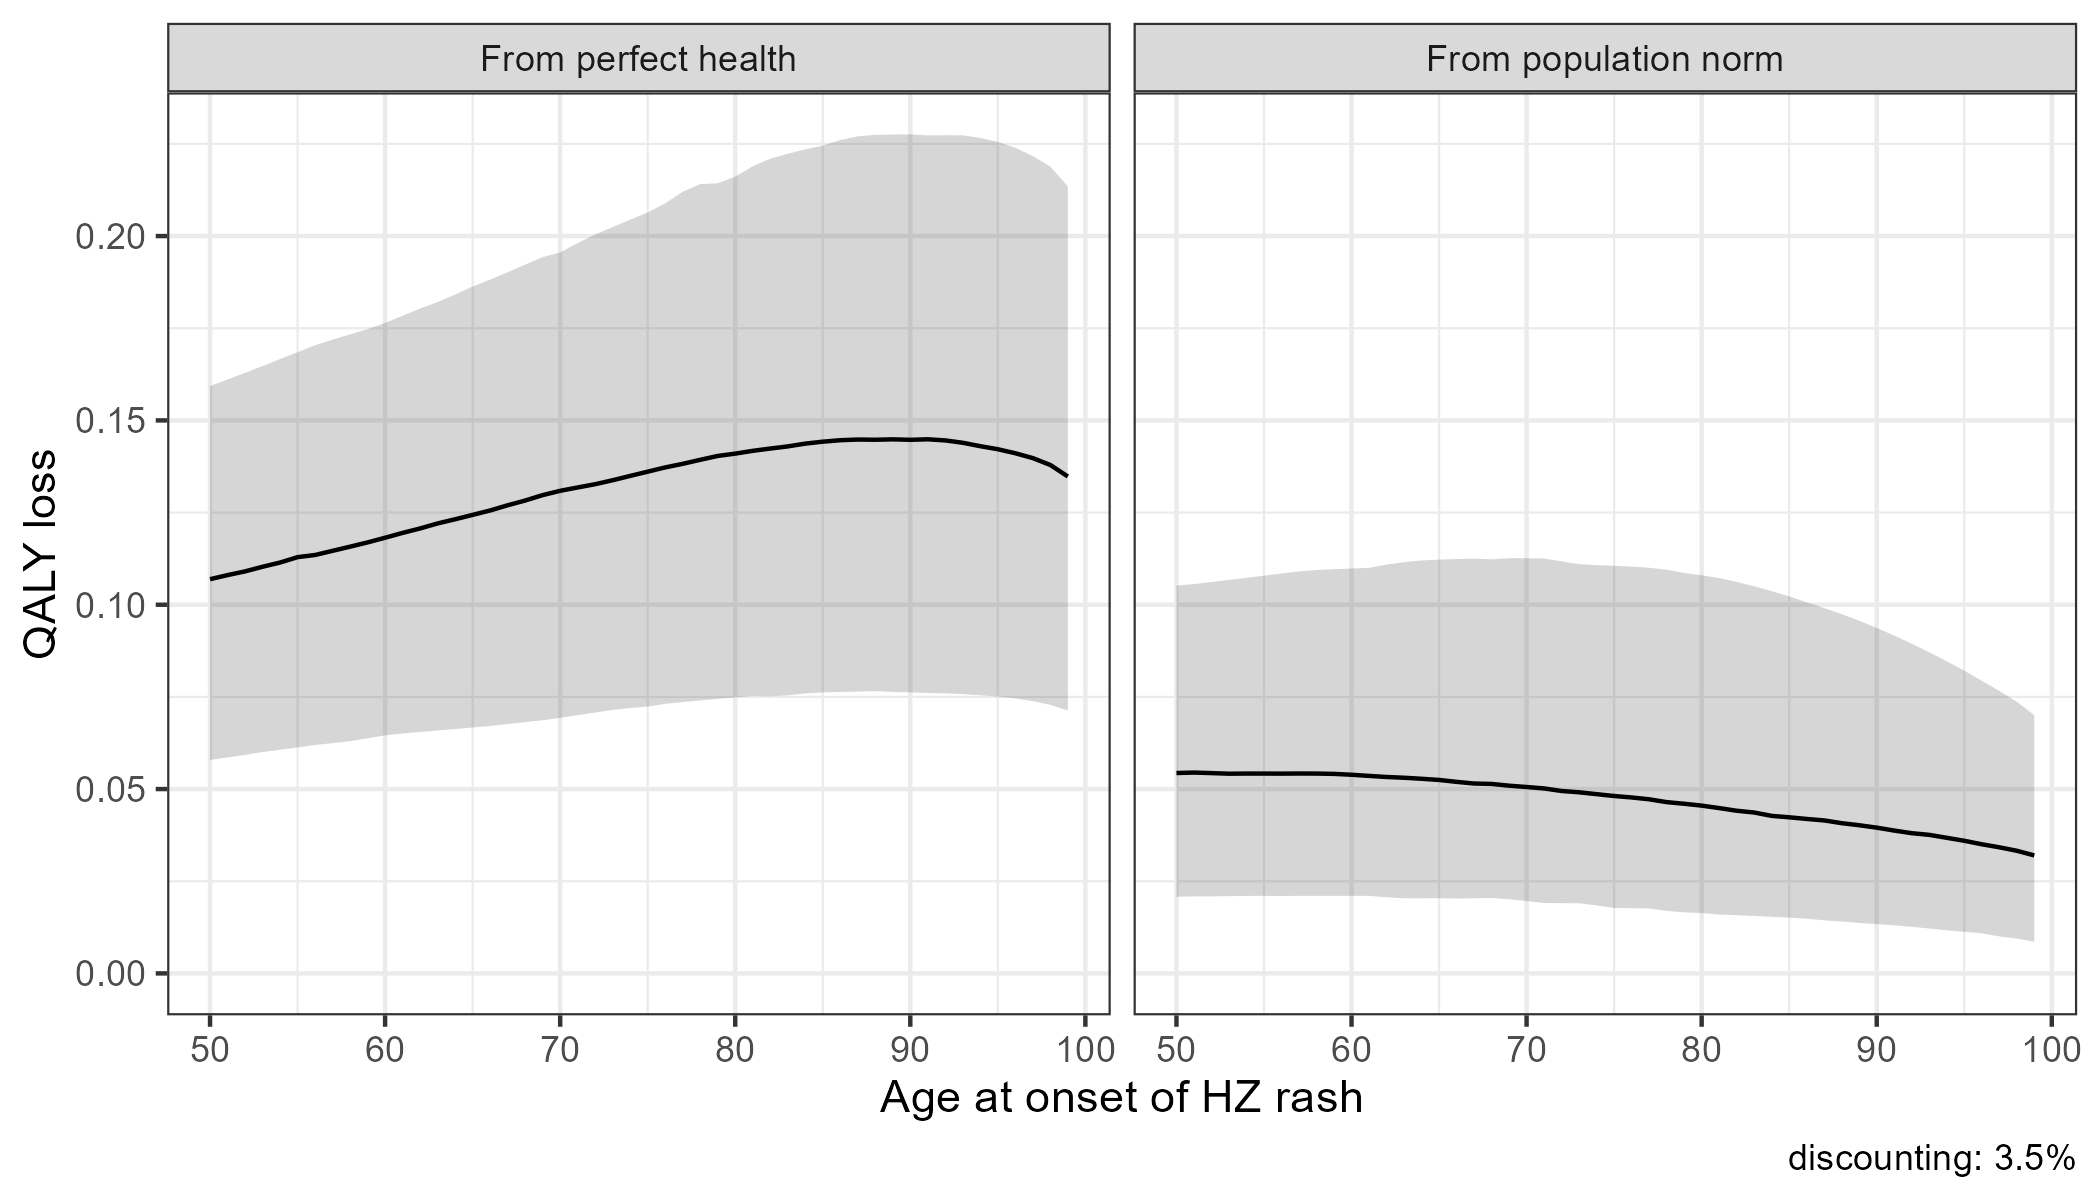 From perfect health
From population norm
QALY loss
0.20
0.15
0.10
0.05
0.00
50 60 70 80 90 100
50 60 70 80 90 100
Age at onset of HZ rash
discounting: 3.5%